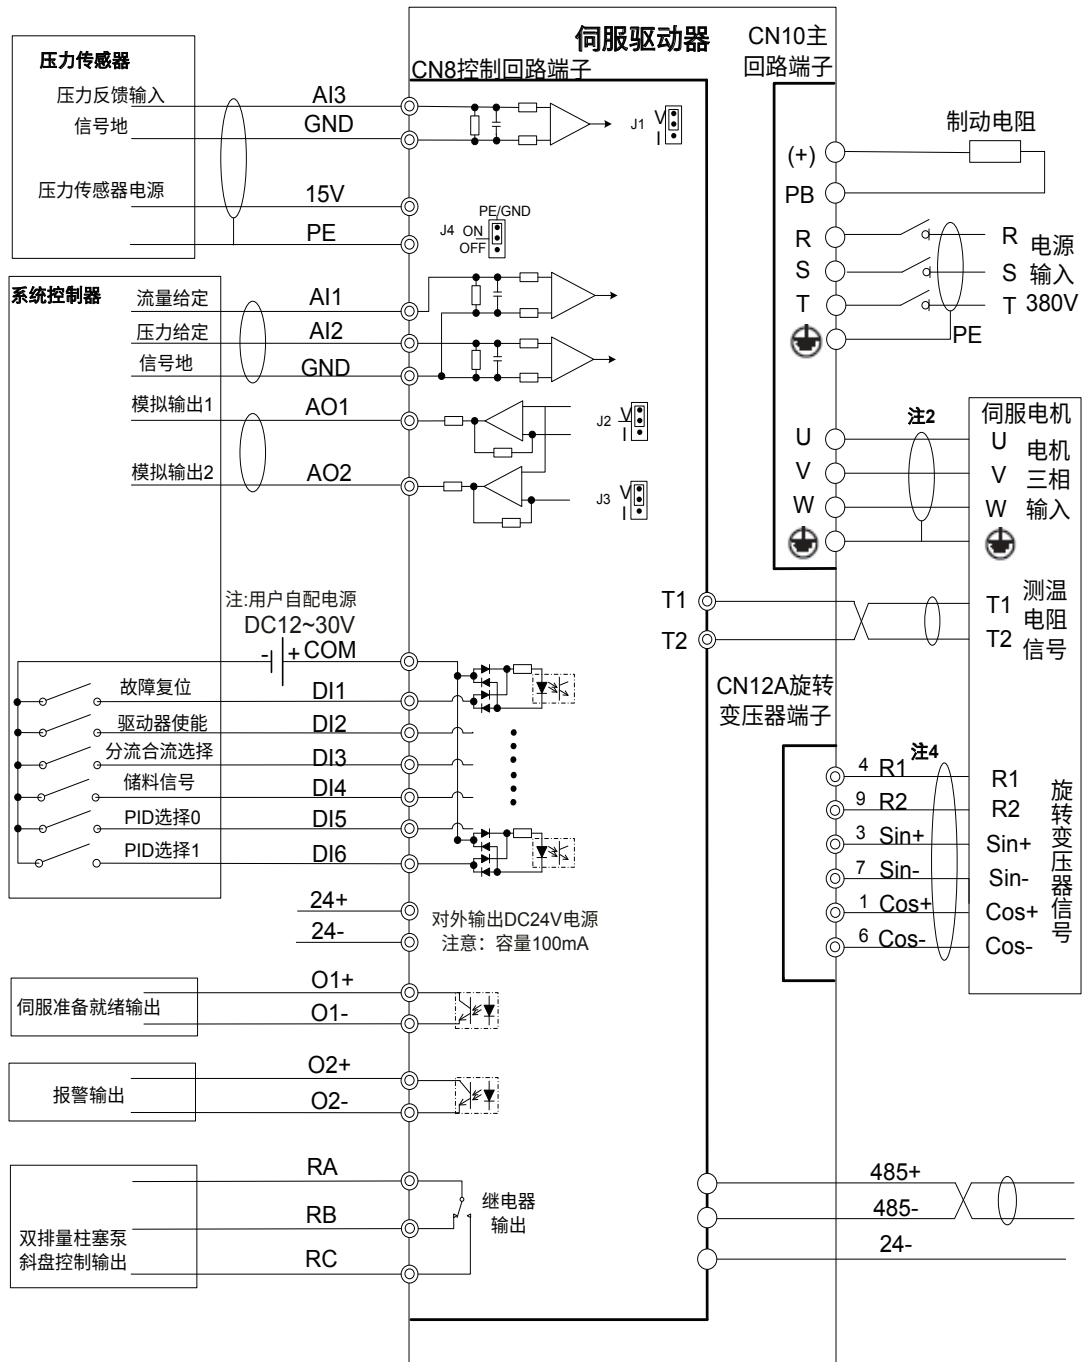 伺服驱动器
CN8控制回路端子
CN10主
回路端子
压力传感器
压力反馈输入 AI3
信号地 GND
压力传感器电源 15V
PE
J1 V
I
PE/GND
J4 ON
OFF
系统控制器
流量给定 AI1
压力给定 AI2
信号地 GND
模拟输出1 AO1
模拟输出2 AO2
J2 V
I
J3 V
I
注:用户自配电源
DC12~30V
- + COM
故障复位 DI1
驱动器使能 DI2
分流合流选择 DI3
储料信号 DI4
PID选择0 DI5
PID选择1 DI6
24+
24-
对外输出DC24V电源
注意：容量100mA
伺服准备就绪输出
O1+
O1-
报警输出
O2+
O2-
双排量柱塞泵
斜盘控制输出
RA
RB
RC
继电器
输出
制动电阻
(+)
PB
R R
S S
T T
电源
输入
380V
PE
注2
伺服电机
U U
V V
W W
电机
三相
输入
T1 T1
T2 T2
测温
电阻
信号
CN12A旋转
变压器端子
注4
4 R1 R1
9 R2 R2
3 Sin+ Sin+
7 Sin- Sin-
1 Cos+ Cos+
6 Cos- Cos-
旋转变压器信号
485+
485-
24-